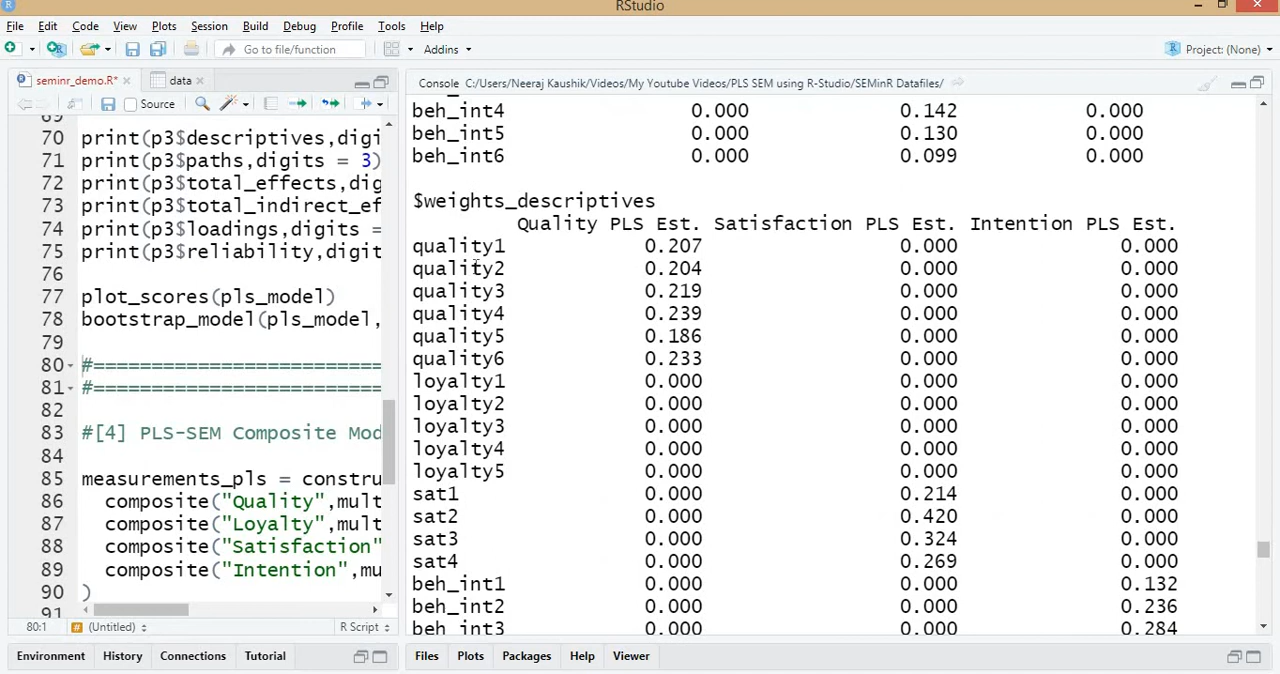 RStudio
File Edit Code View Plots Session Build Debug Profile Tools Help
Go to file/function Addins Project: (None)
seminr_demo.R* data
Source
Console C:/Users/Neeraj Kaushik/Videos/My Youtube Videos/PLS SEM using R-Studio/SEMinR Datafiles/
69
70 print(p3$descriptives,digi
71 print(p3$paths,digits = 3)
72 print(p3$total_effects,dig
73 print(p3$total_indirect_ef
74 print(p3$loadings,digits =
75 print(p3$reliability,digit
76
77 plot_scores(pls_model)
78 bootstrap_model(pls_model,
79
80 #=========================
81 #=========================
82
83 #[4] PLS-SEM Composite Mod
84
85 measurements_pls = constru
86 composite("Quality",mult
87 composite("Loyalty",mult
88 composite("Satisfaction"
89 composite("Intention",mu
90 )
91
80:1 (Untitled) R Script
beh_int4 0.000 0.142 0.000
beh_int5 0.000 0.130 0.000
beh_int6 0.000 0.099 0.000
$weights_descriptives
Quality PLS Est. Satisfaction PLS Est. Intention PLS Est.
quality1 0.207 0.000 0.000
quality2 0.204 0.000 0.000
quality3 0.219 0.000 0.000
quality4 0.239 0.000 0.000
quality5 0.186 0.000 0.000
quality6 0.233 0.000 0.000
loyalty1 0.000 0.000 0.000
loyalty2 0.000 0.000 0.000
loyalty3 0.000 0.000 0.000
loyalty4 0.000 0.000 0.000
loyalty5 0.000 0.000 0.000
sat1 0.000 0.214 0.000
sat2 0.000 0.420 0.000
sat3 0.000 0.324 0.000
sat4 0.000 0.269 0.000
beh_int1 0.000 0.000 0.132
beh_int2 0.000 0.000 0.236
beh_int3 0.000 0.000 0.284
Environment History Connections Tutorial
Files Plots Packages Help Viewer